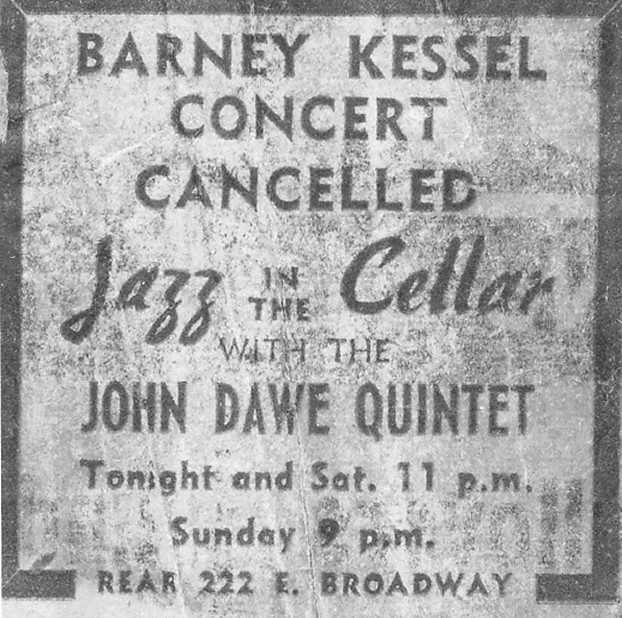 BARNEY KESSEL
CONCERT
CANCELLED
Jazz IN THE Cellar
WITH THE
JOHN DAWE QUINTET
Tonight and Sat. 11 p.m.
Sunday 9 p.m.
REAR 222 E. BROADWAY